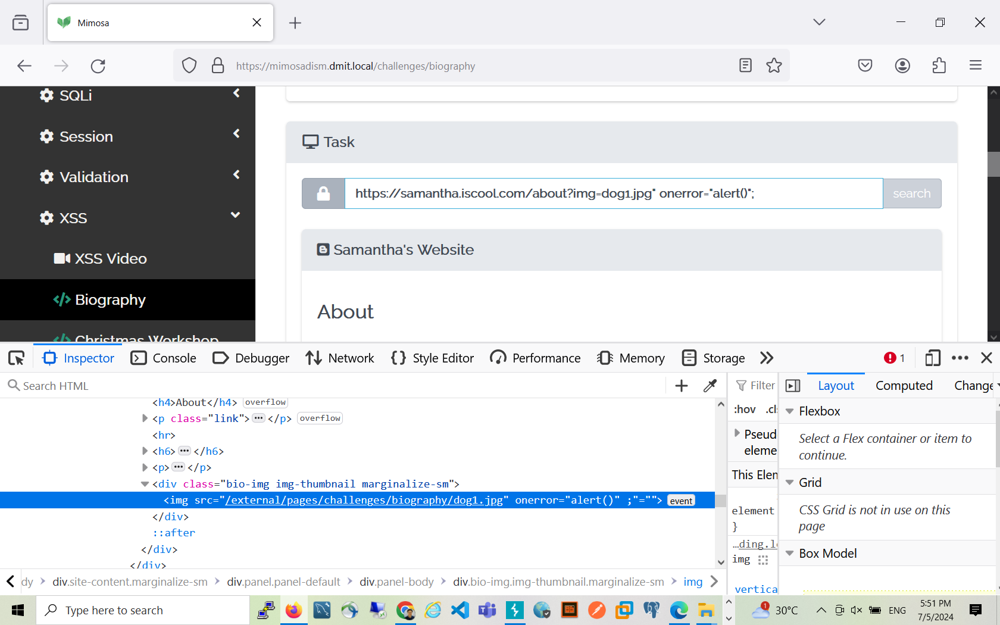 Mimosa
https://mimosadism.dmit.local/challenges/biography
SQLi
Session
Validation
XSS
XSS Video
Biography
Christmas Workshop
Task
https://samantha.iscool.com/about?img=dog1.jpg" onerror="alert()";
search
Samantha's Website
About
Inspector
Console
Debugger
Network
Style Editor
Performance
Memory
Storage
1
Search HTML
<h4>About</h4> overflow
<p class="link"> ••• </p> overflow
<hr>
<h6> ••• </h6>
<p> ••• </p>
<div class="bio-img img-thumbnail marginalize-sm">
<img src="/external/pages/challenges/biography/dog1.jpg" onerror="alert()" ;"=""> event
</div>
::after
</div>
</div>
dy > div.site-content.marginalize-sm > div.panel.panel-default > div.panel-body > div.bio-img.img-thumbnail.marginalize-sm > img
Filter
:hov .cls
Pseud
eleme
This Elem
element
}
…ding.le
img
vertica
Layout Computed Change
Flexbox
Select a Flex container or item to
continue.
Grid
CSS Grid is not in use on this
page
Box Model
Type here to search
1
30°C
ENG
5:51 PM
7/5/2024